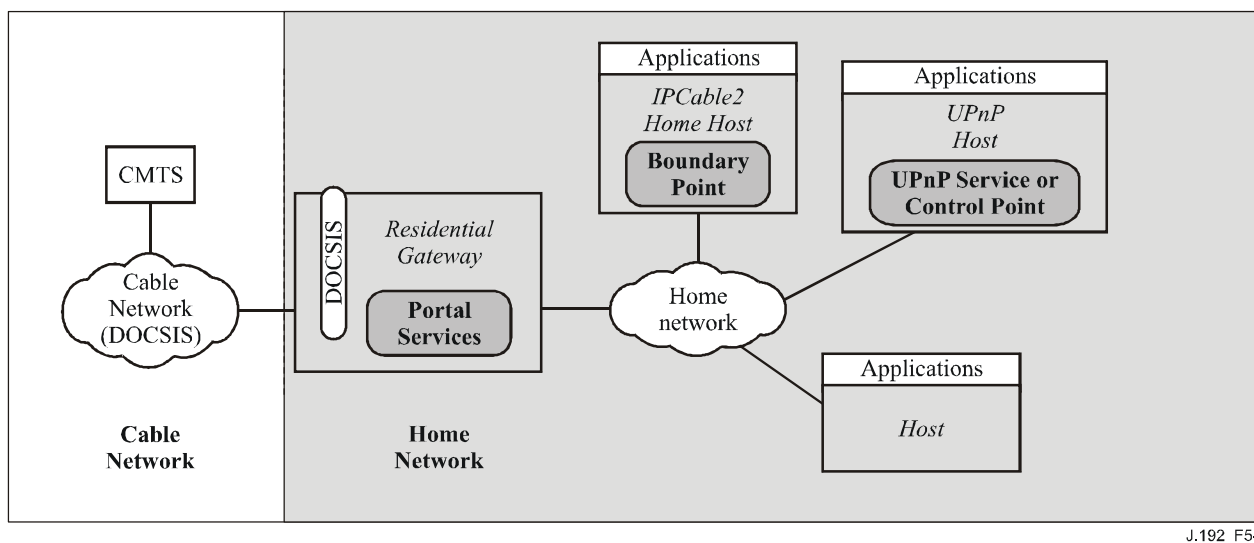 CMTS
Cable
Network
(DOCSIS)
Cable
Network
DOCSIS
Residential
Gateway
Portal
Services
Home
Network
Applications
IPCable2
Home Host
Boundary
Point
Home
network
Applications
UPnP
Host
UPnP Service or
Control Point
Applications
Host